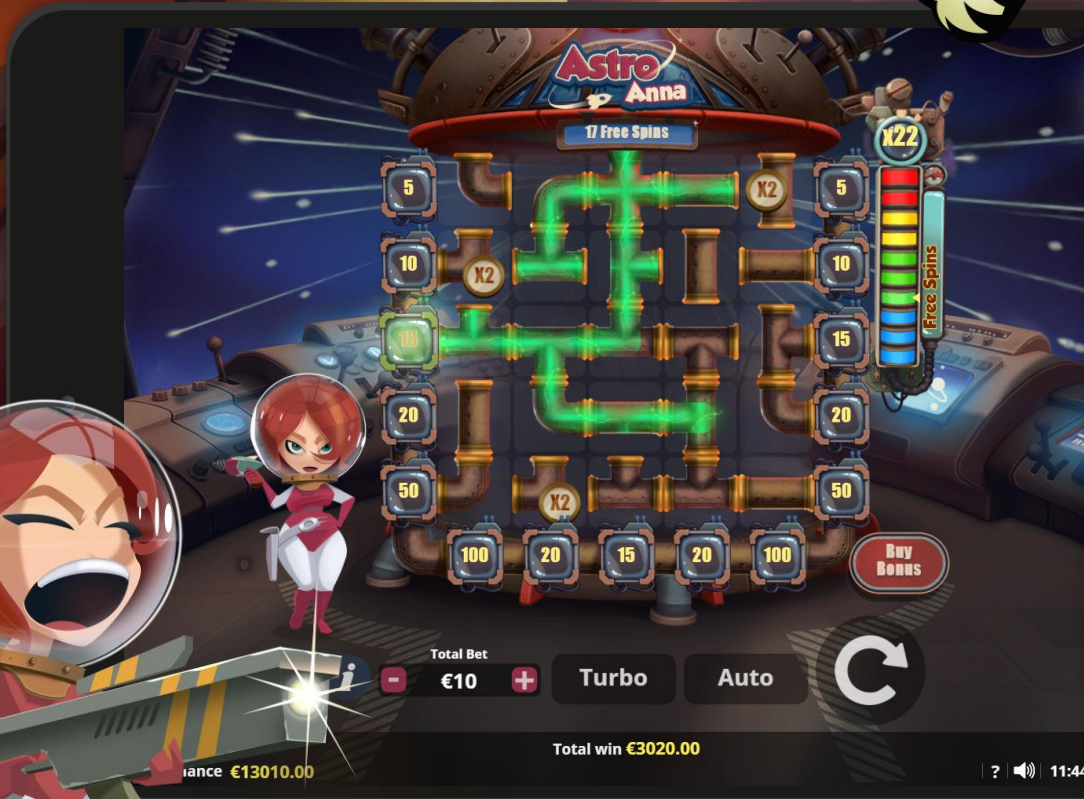 Astro
Anna
17 Free Spins
X22
5
X2
5
10
X2
10
15
15
20
20
50
X2
50
100
20
15
20
100
Free Spins
Buy
Bonus
Total Bet
i
-
€10
+
Turbo
Auto
Total win €3020.00
lance €13010.00
?
11:44